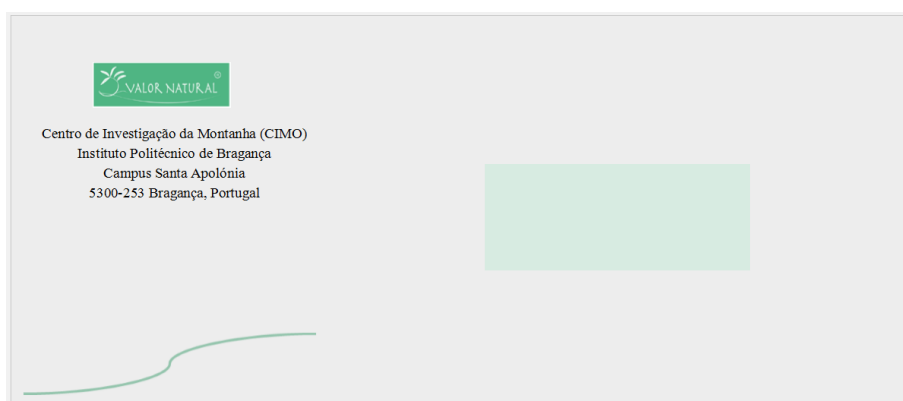 VALOR NATURAL ®
Centro de Investigação da Montanha (CIMO)
Instituto Politécnico de Bragança
Campus Santa Apolónia
5300-253 Bragança, Portugal